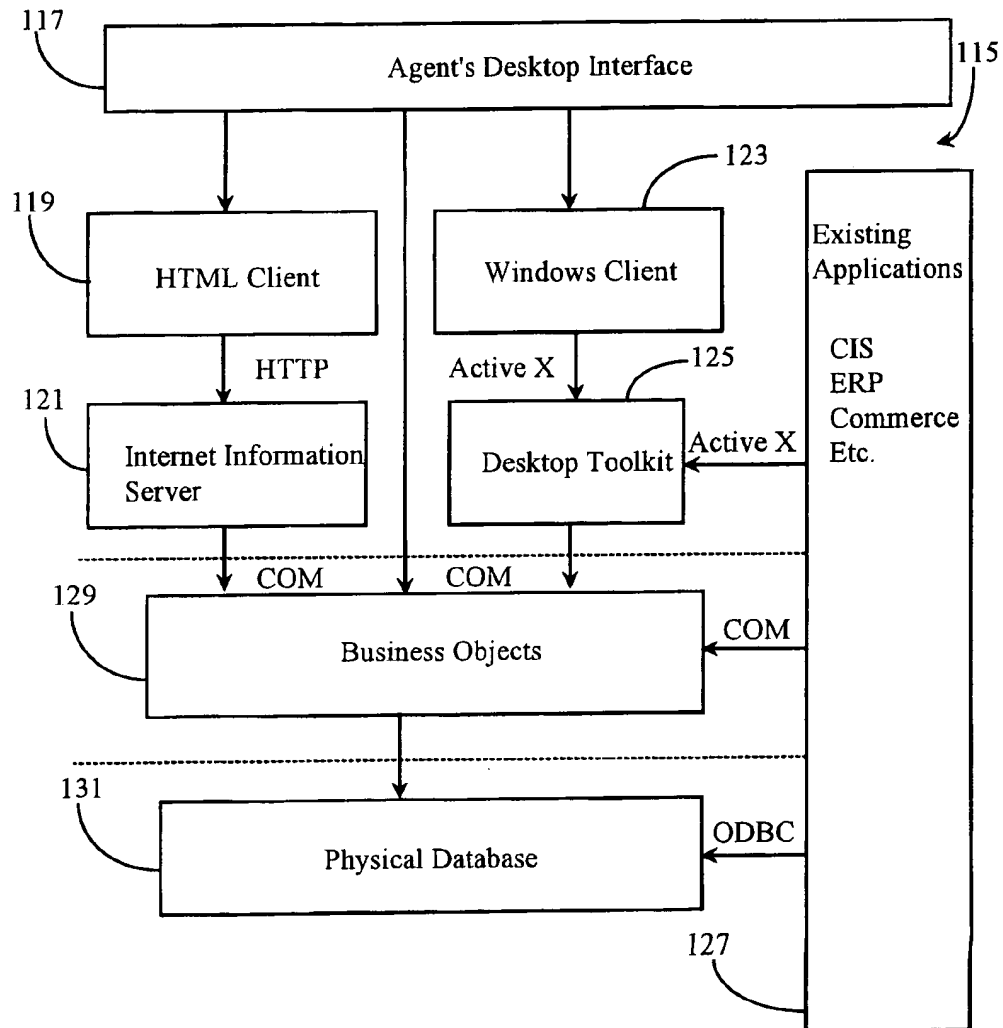 117
Agent's Desktop Interface
115
123
119
HTML Client
Windows Client
Existing
Applications
CIS
ERP
Commerce
Etc.
HTTP
Active X
125
121
Internet Information
Server
Desktop Toolkit
Active X
COM
COM
129
Business Objects
COM
131
Physical Database
ODBC
127